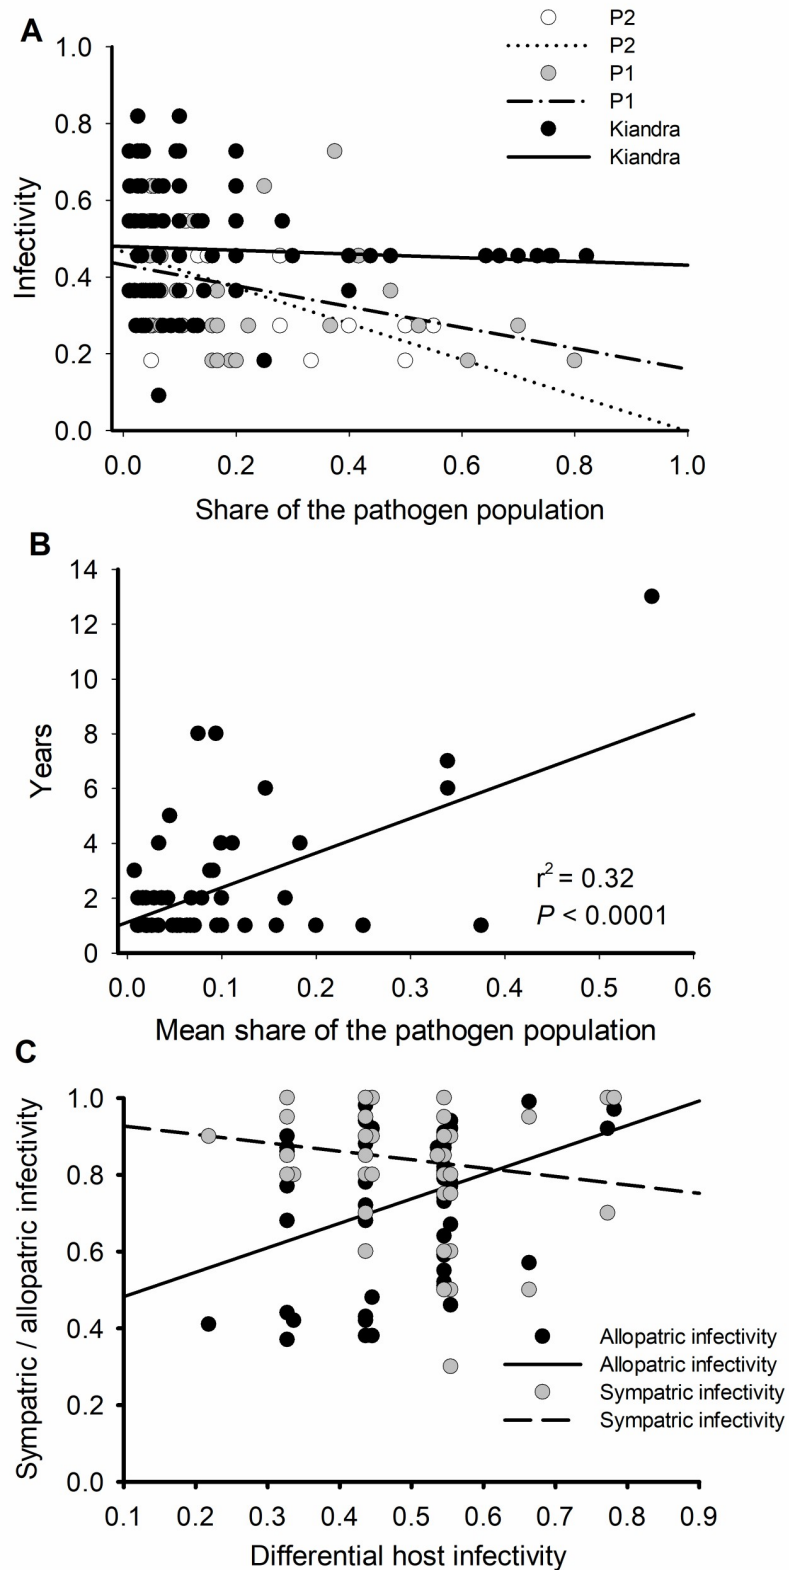 A
P2
P2
P1
P1
Kiandra
Kiandra
1.0
0.8
0.6
0.4
0.2
0.0
Infectivity
0.0 0.2 0.4 0.6 0.8 1.0
Share of the pathogen population
B
14
12
10
8
6
4
2
0
Years
r² = 0.32
P < 0.0001
0.0 0.1 0.2 0.3 0.4 0.5 0.6
Mean share of the pathogen population
C
1.0
0.8
0.6
0.4
0.2
0.0
Sympatric / allopatric infectivity
Allopatric infectivity
Allopatric infectivity
Sympatric infectivity
Sympatric infectivity
0.1 0.2 0.3 0.4 0.5 0.6 0.7 0.8 0.9
Differential host infectivity